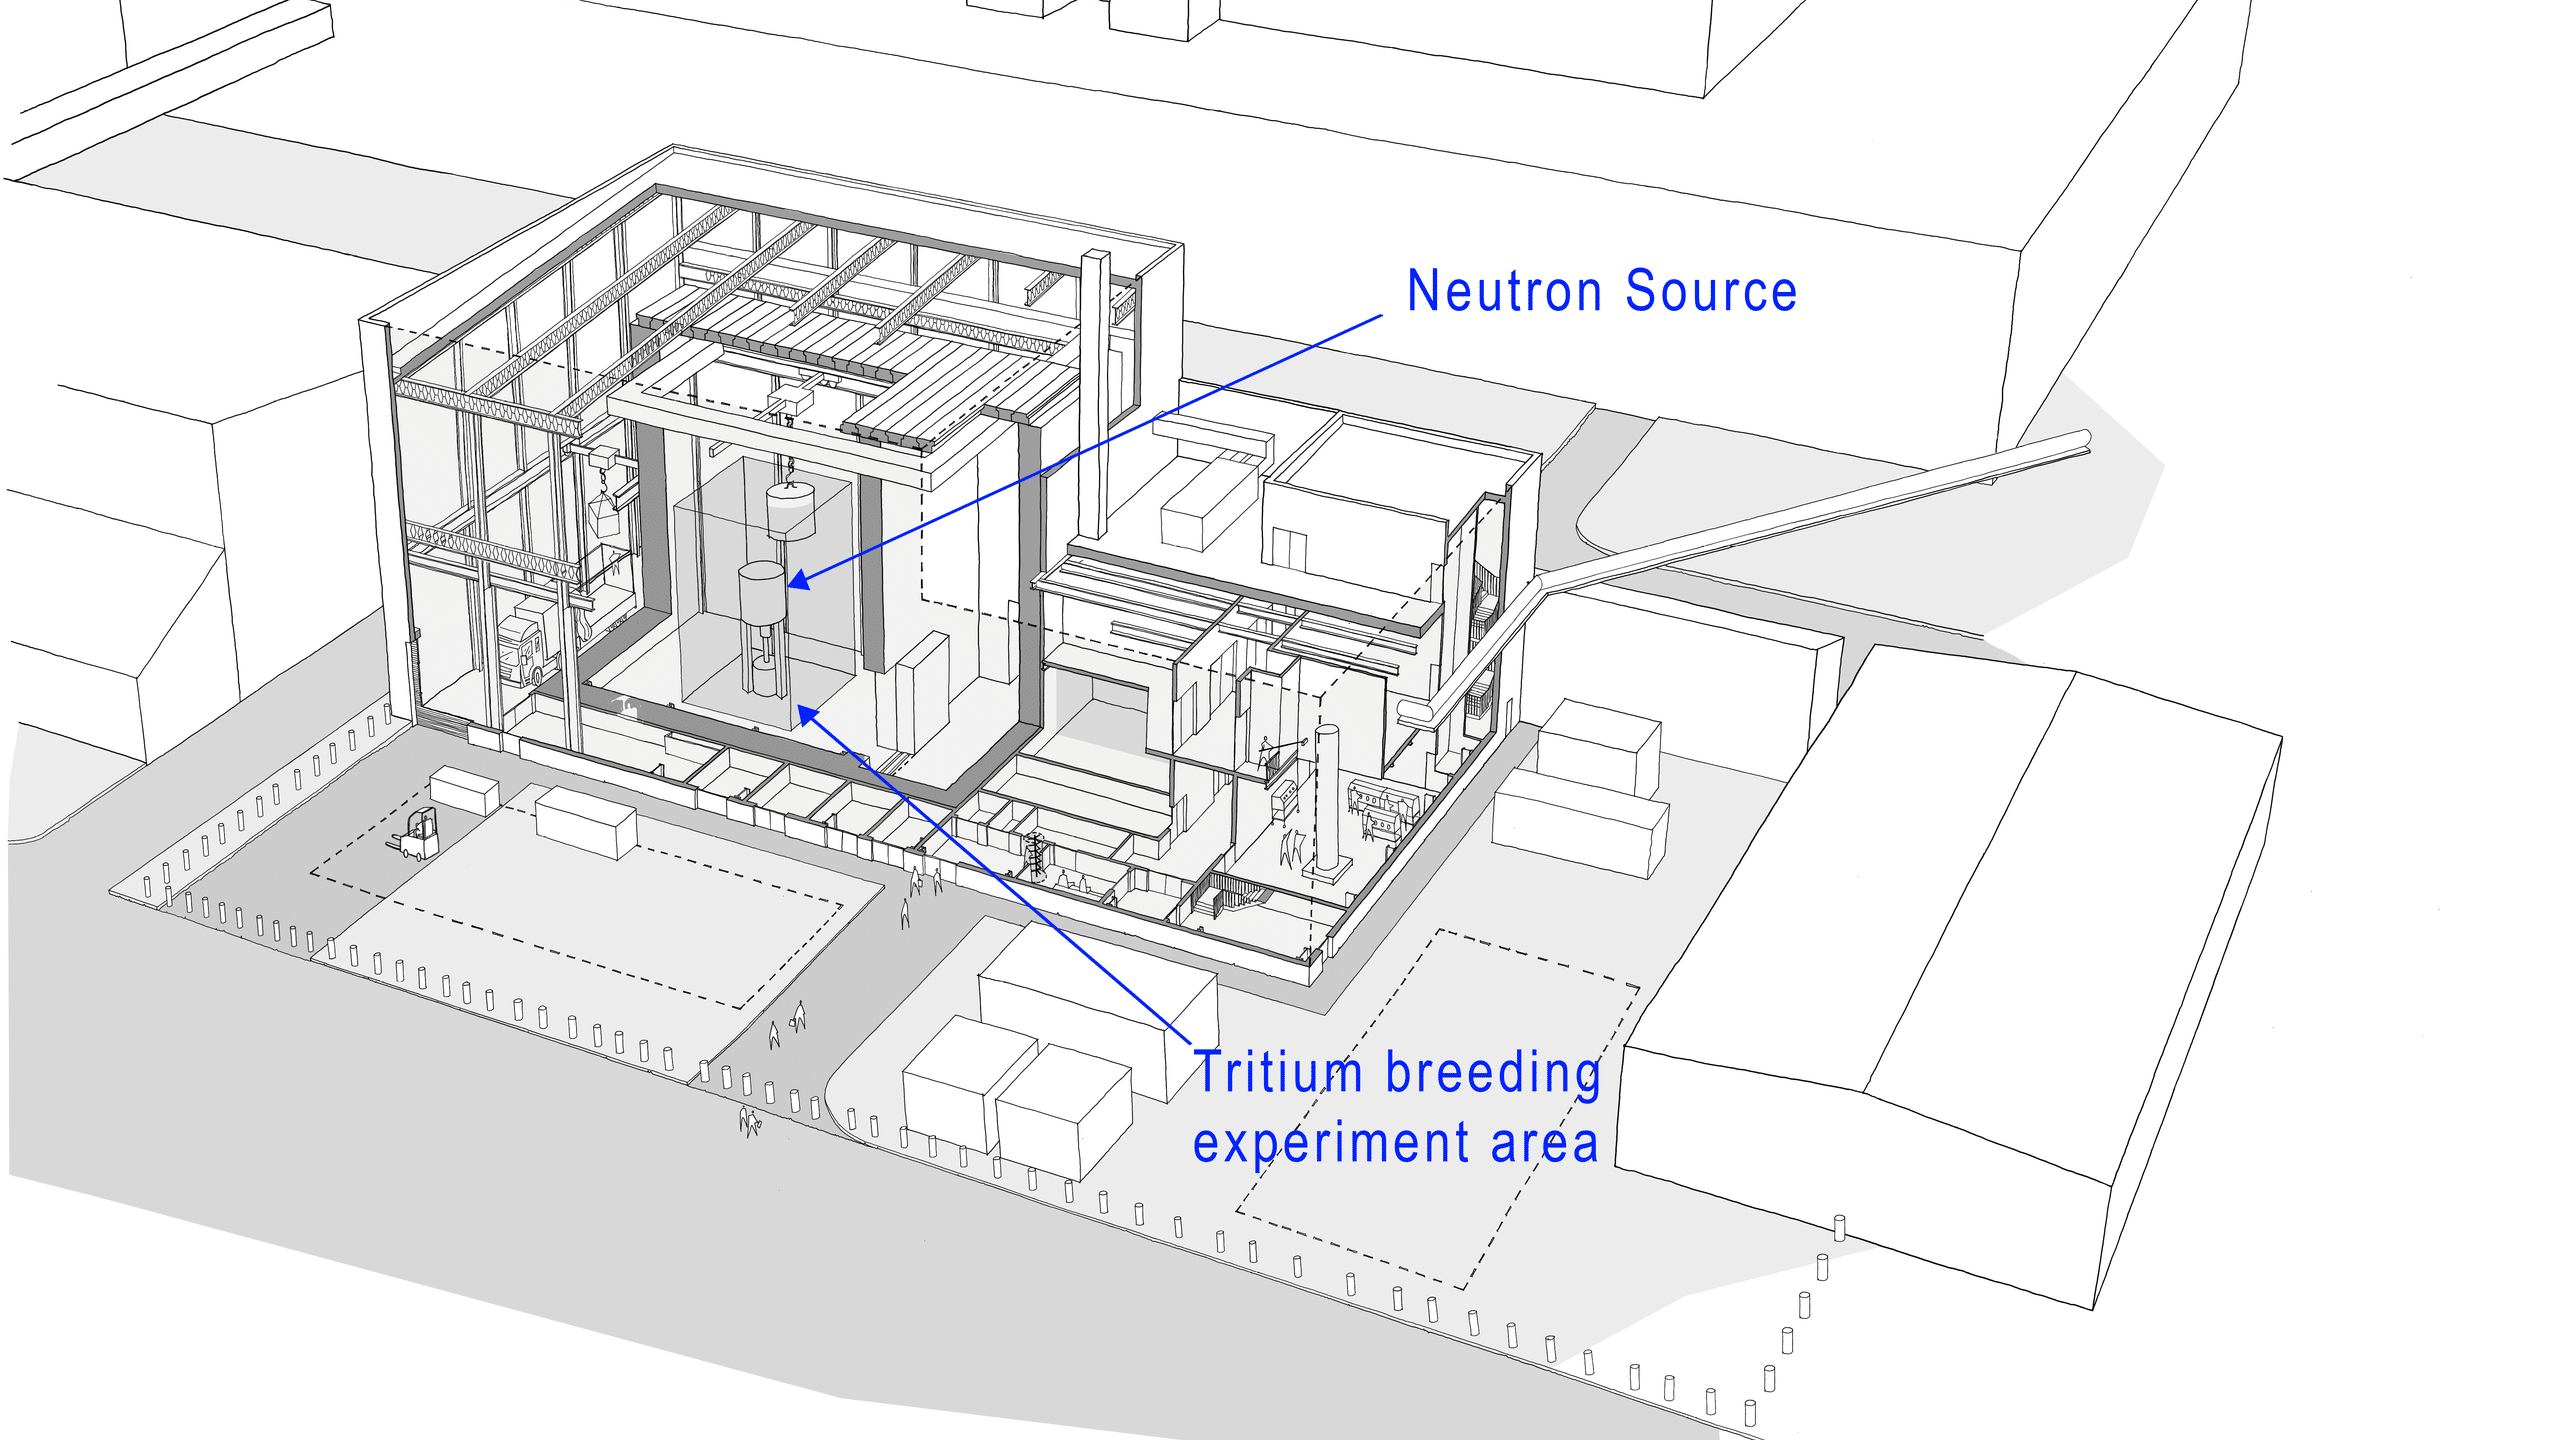 Neutron Source
Tritium breeding
experiment area